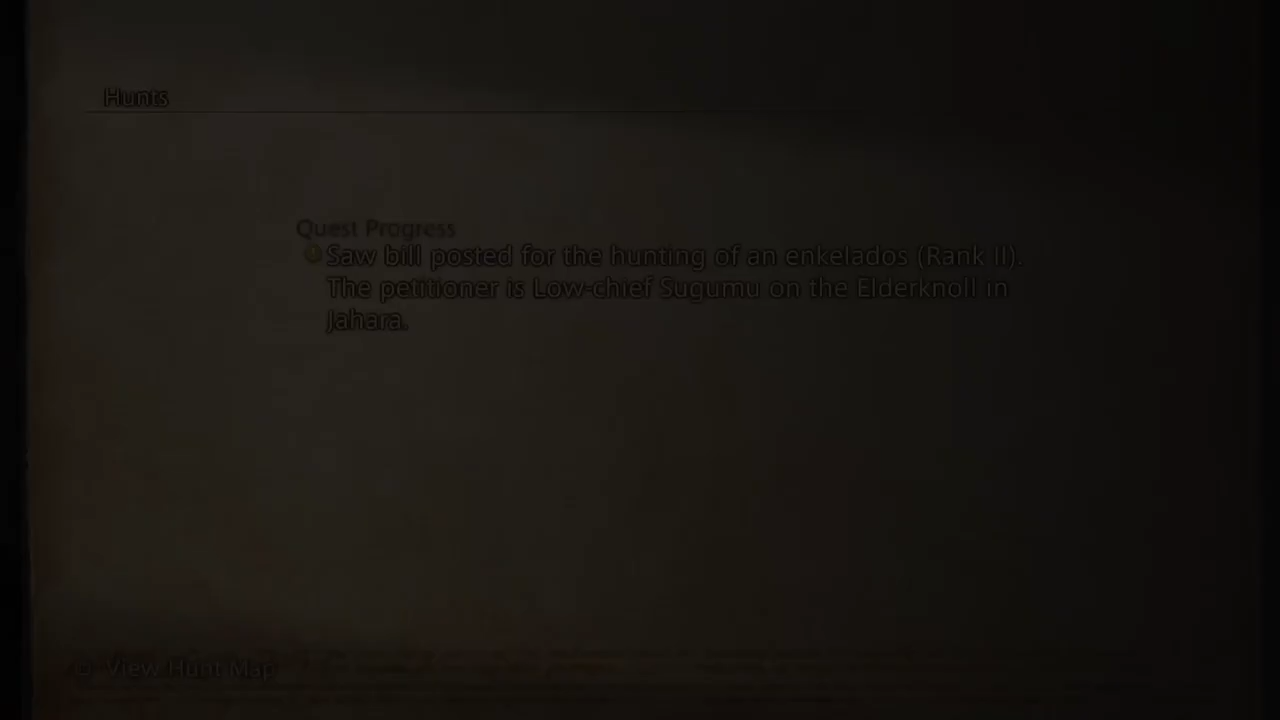 Hunts
Quest Progress
Saw bill posted for the hunting of an enkelados (Rank II).
The petitioner is Low-chief Sugumu on the Elderknoll in
Jahara.
View Hunt Map